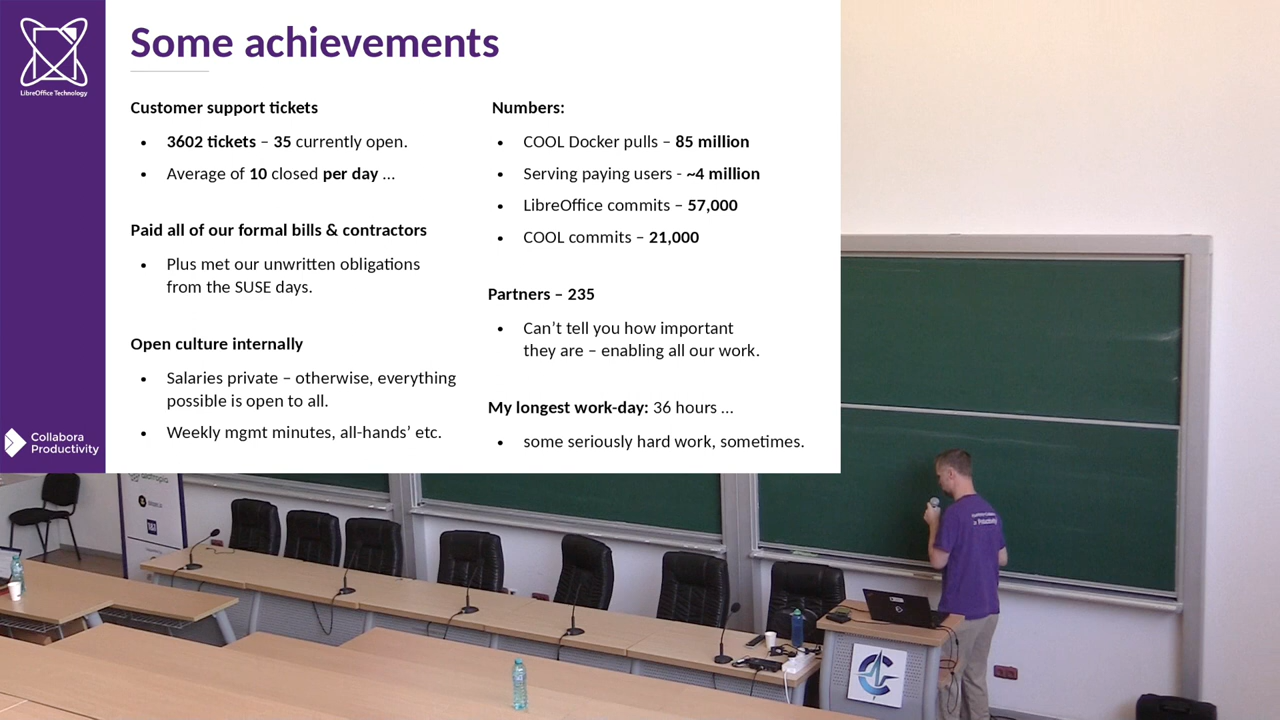 LibreOffice Technology
Some achievements
Customer support tickets
• 3602 tickets – 35 currently open.
• Average of 10 closed per day ...
Paid all of our formal bills & contractors
• Plus met our unwritten obligations
from the SUSE days.
Open culture internally
• Salaries private – otherwise, everything
possible is open to all.
• Weekly mgmt minutes, all-hands’ etc.
Numbers:
• COOL Docker pulls – 85 million
• Serving paying users - ~4 million
• LibreOffice commits – 57,000
• COOL commits – 21,000
Partners – 235
• Can’t tell you how important
they are – enabling all our work.
My longest work-day: 36 hours ...
• some seriously hard work, sometimes.
Collabora
Productivity